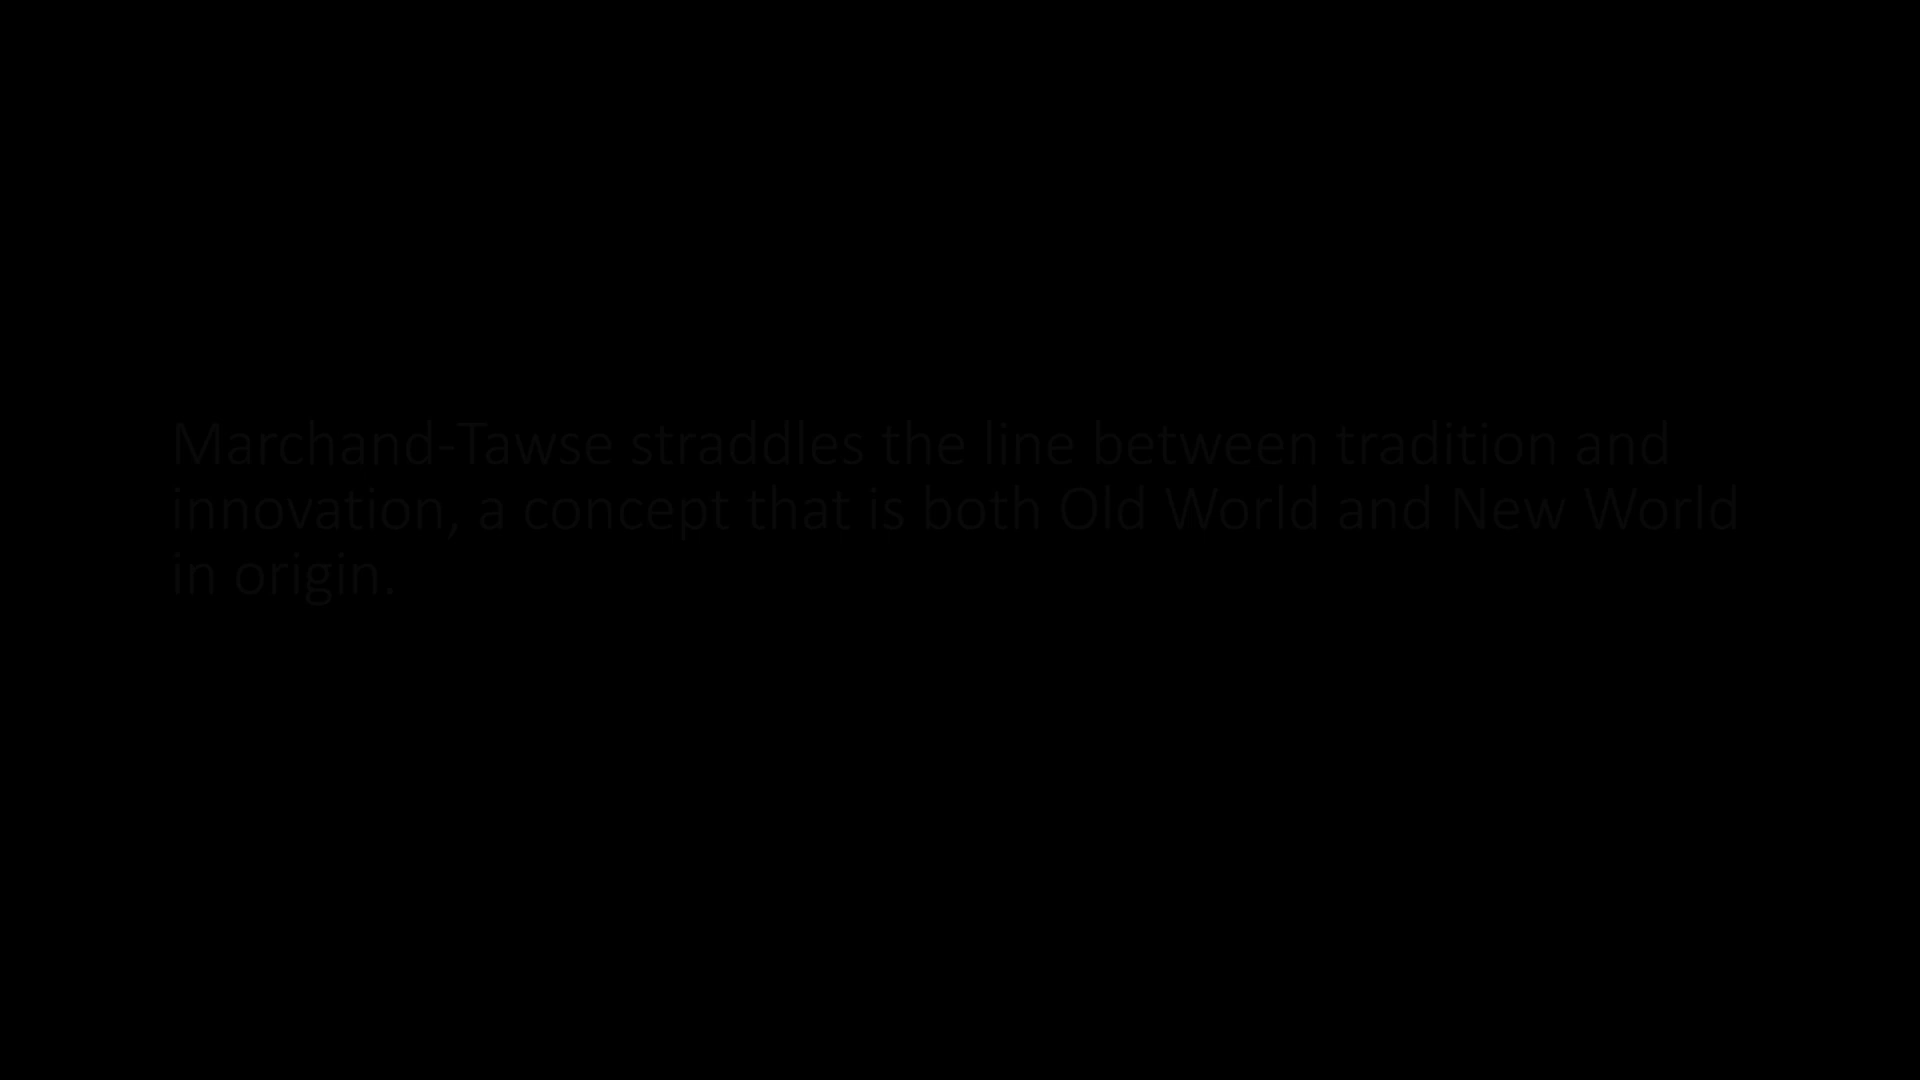 Marchand-Tawse straddles the line between tradition and
innovation, a concept that is both Old World and New World
in origin.